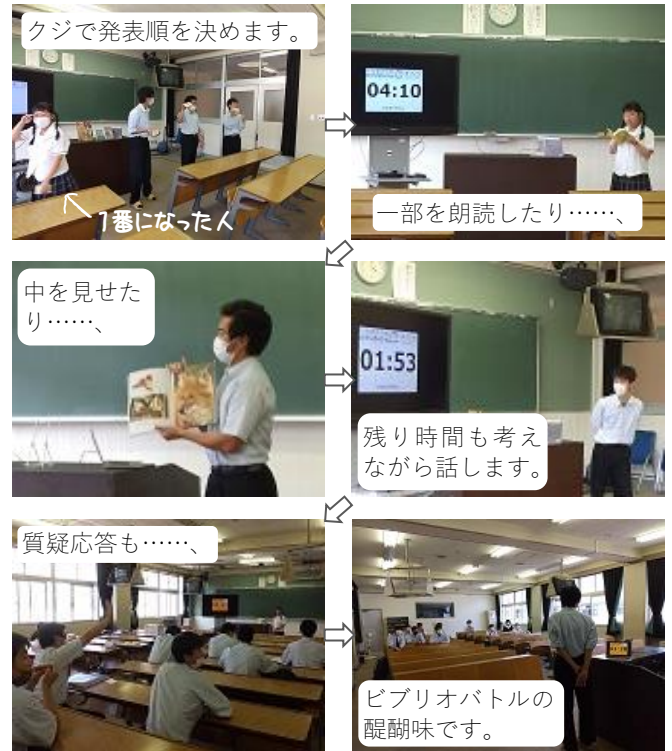 クジで発表順を決めます。
1番になった人
04:10
一部を朗読したり……、
中を見せた
り……、
01:53
残り時間も考え
ながら話します。
質疑応答も……、
ビブリオバトルの
醍醐味です。